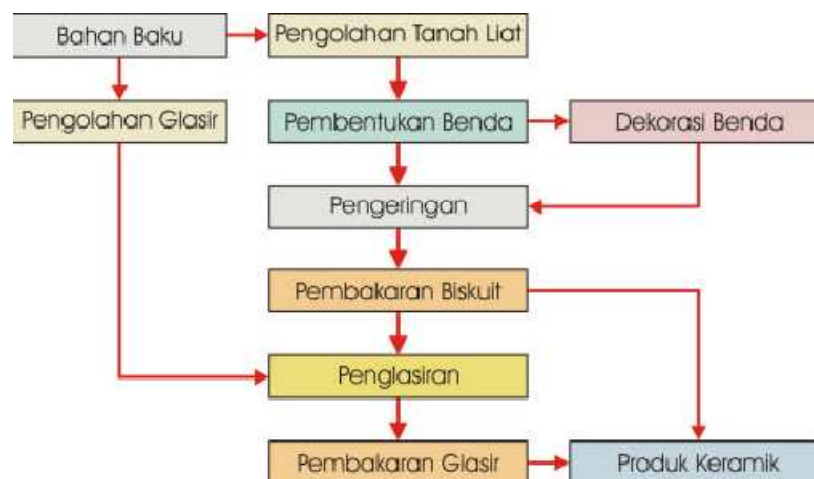 Bahan Baku
Pengolahan Tanah Liat
Pengolahan Glasir
Pembentukan Benda
Dekorasi Benda
Pengeringan
Pembakaran Biskuit
Penglasiran
Pembakaran Glasir
Produk Keramik